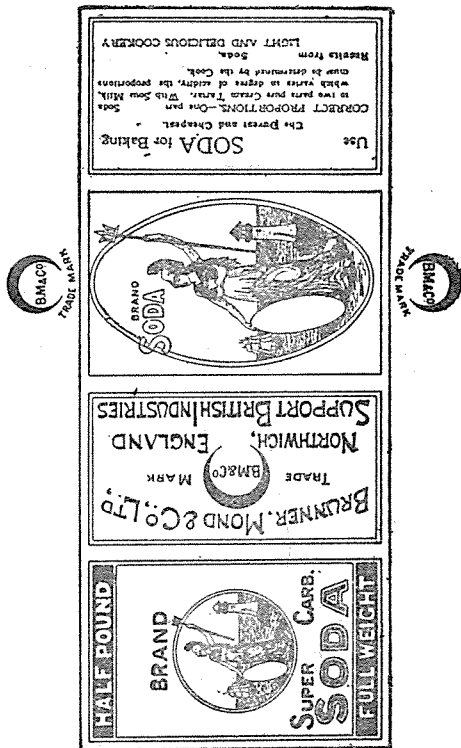 Use SODA for Baking
The Purest and Cheapest.
CORRECT PROPORTIONS.—One part Soda
to two parts pure Cream Tartar. With Sour Milk,
which varies in degree of acidity, the proportions
must be determined by the Cook.
Results from Soda,
LIGHT AND DELICIOUS COOKERY
BRAND
SODA
B.M&Cº
TRADE MARK
B.M&Cº
TRADE MARK
BRUNNER, MOND & Cº., LTD,
TRADE MARK
BM&Cº
NORTHWICH, ENGLAND
SUPPORT BRITISH INDUSTRIES
HALF POUND
BRAND
SUPER CARB.
SODA
FULL WEIGHT